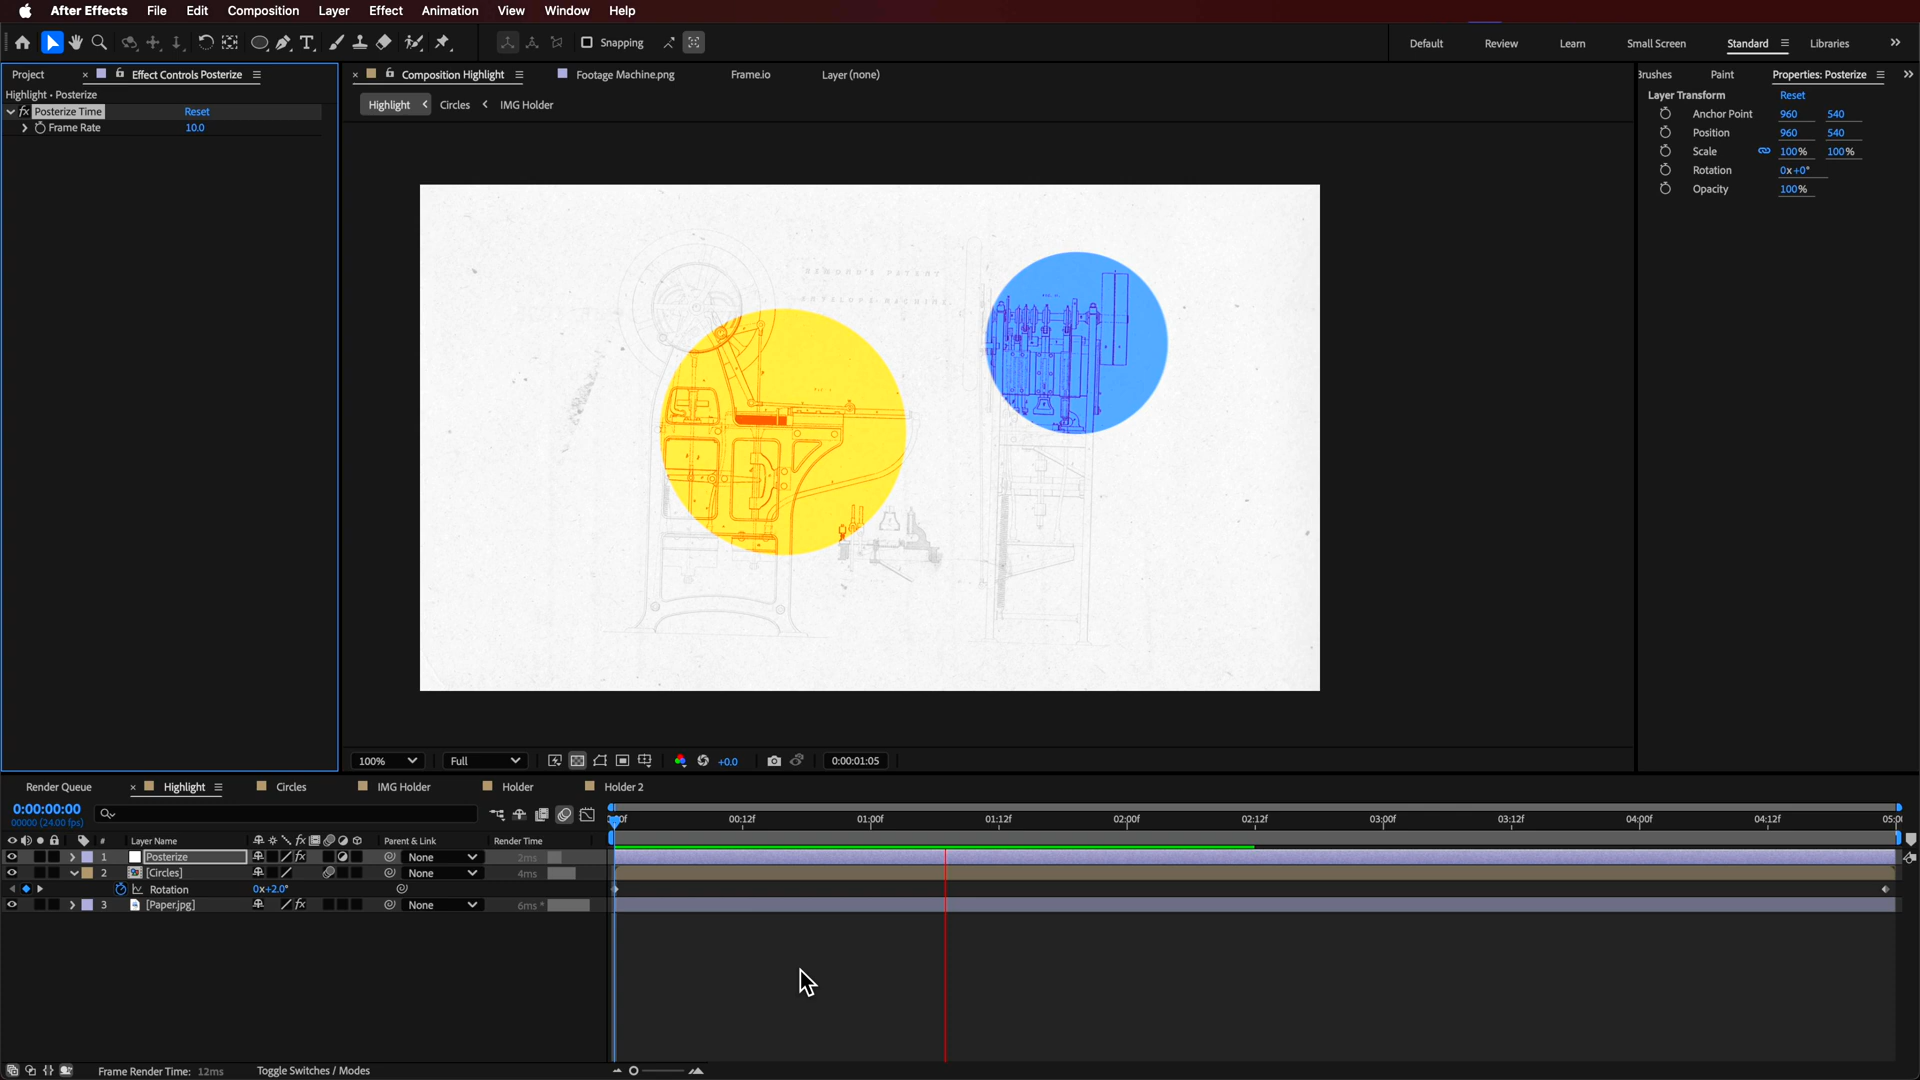 After Effects File Edit Composition Layer Effect Animation View Window Help
Snapping
Default Review Learn Small Screen Standard Libraries
Project
Effect Controls Posterize
Composition Highlight
Footage Machine.png
Frame.io
Layer (none)
Brushes Paint Properties: Posterize
Highlight • Posterize
fx Posterize Time Reset
Frame Rate 10.0
Highlight Circles IMG Holder
Layer Transform Reset
Anchor Point 960 540
Position 960 540
Scale 100% 100%
Rotation 0x+0°
Opacity 100%
100% Full +0.0 0:00:01:05
Render Queue Highlight Circles IMG Holder Holder Holder 2
0:00:00:00
00000 (24.00 fps)
00:12f 01:00f 01:12f 02:00f 02:12f 03:00f 03:12f 04:00f 04:12f
# Layer Name fx Parent & Link Render Time
1 Posterize fx None 2ms
2 [Circles] None 4ms
Rotation 0x+2.0°
3 [Paper.jpg] fx None 6ms *
Frame Render Time: 12ms Toggle Switches / Modes